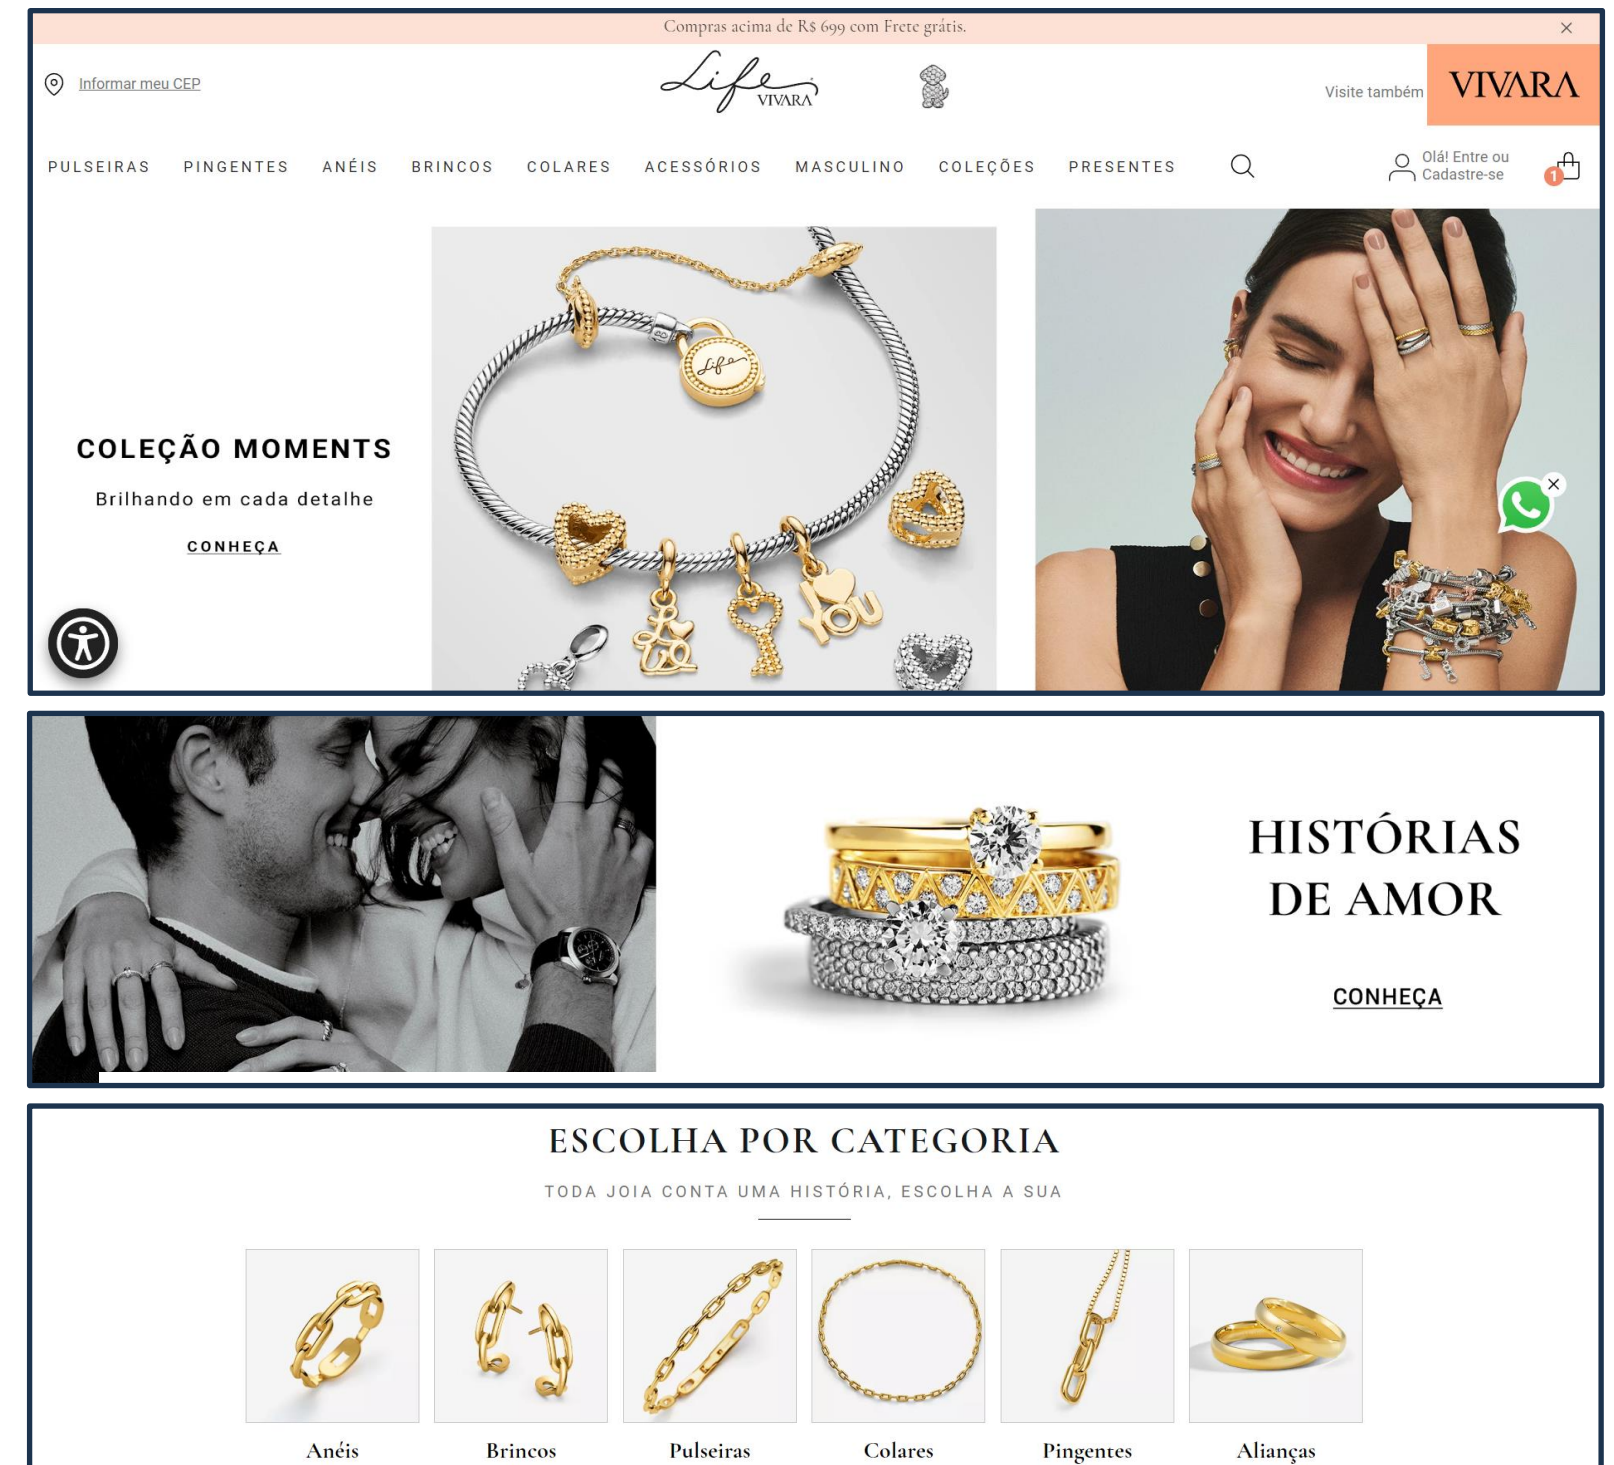 Compras acima de R$ 699 com Frete grátis.
Informar meu CEP
Life
VIVARA
Visite também
VIVARA
PULSEIRAS PINGENTES ANÉIS BRINCOS COLARES ACESSÓRIOS MASCULINO COLEÇÕES PRESENTES
Olá! Entre ou
Cadastre-se
1
Life
COLEÇÃO MOMENTS
Brilhando em cada detalhe
CONHEÇA
I
YOU
HISTÓRIAS
DE AMOR
CONHEÇA
ESCOLHA POR CATEGORIA
TODA JOIA CONTA UMA HISTÓRIA, ESCOLHA A SUA
Anéis Brincos Pulseiras Colares Pingentes Alianças